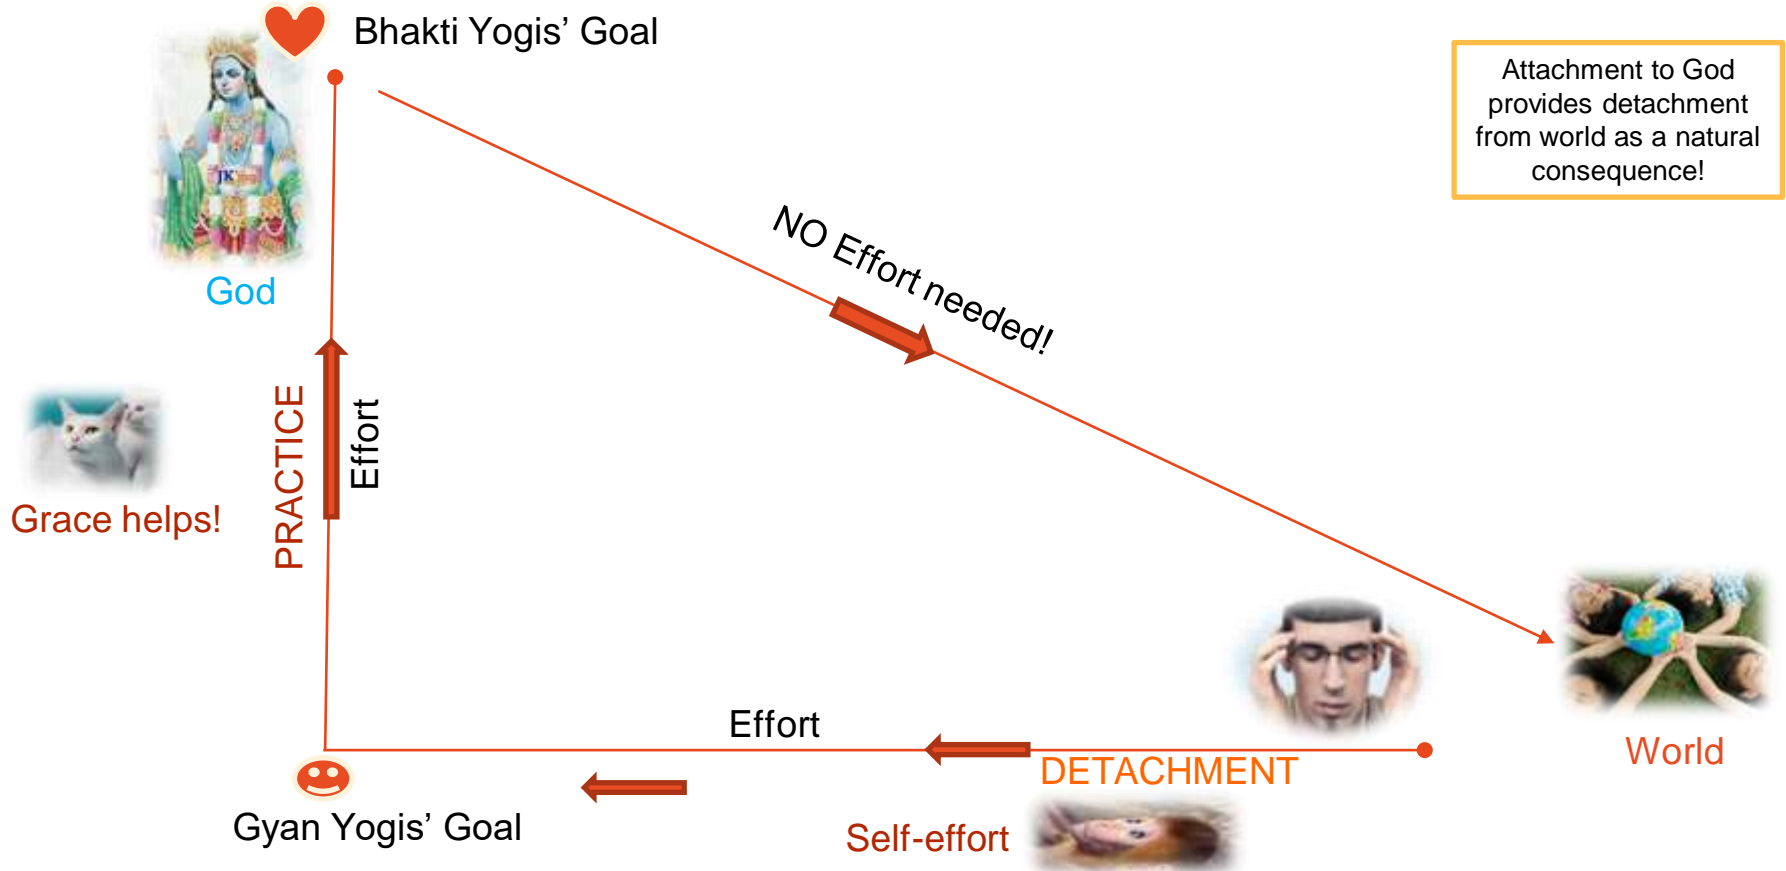 Bhakti Yogis’ Goal
Attachment to God
provides detachment
from world as a natural
consequence!
JK
God
NO Effort needed!
PRACTICE
Effort
Grace helps!
Effort
DETACHMENT
World
Gyan Yogis’ Goal
Self-effort